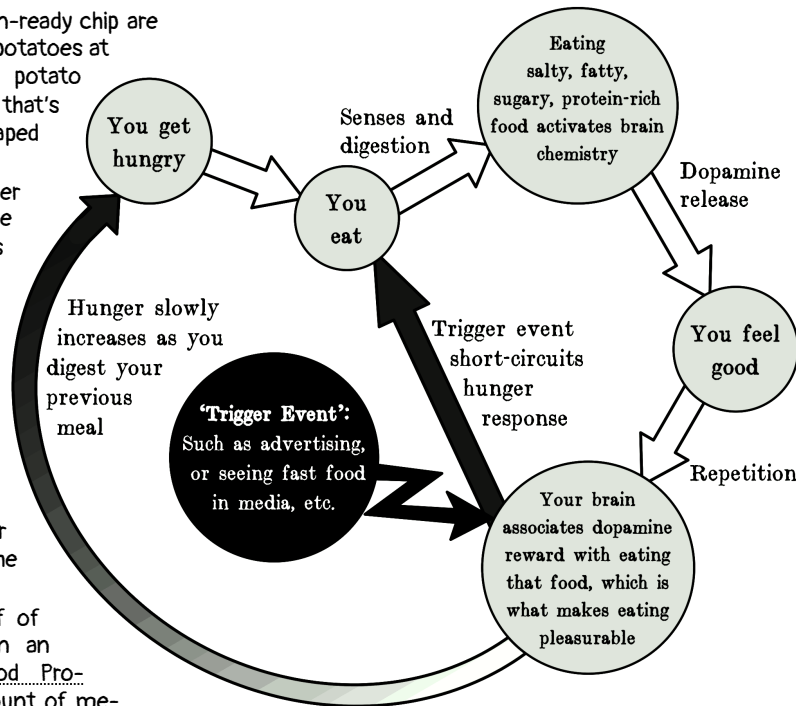 n-ready chip are
potatoes at
potato
that's
aped
er
e
s
r
ne
f of
n an
od Pro-
ount of me-
You get
hungry
You
eat
Senses and
digestion
Eating
salty, fatty,
sugary, protein-rich
food activates brain
chemistry
Dopamine
release
You feel
good
Repetition
Your brain
associates dopamine
reward with eating
that food, which is
what makes eating
pleasurable
Trigger event
short-circuits
hunger
response
‘Trigger Event’:
Such as advertising,
or seeing fast food
in media, etc.
Hunger slowly
increases as you
digest your
previous
meal